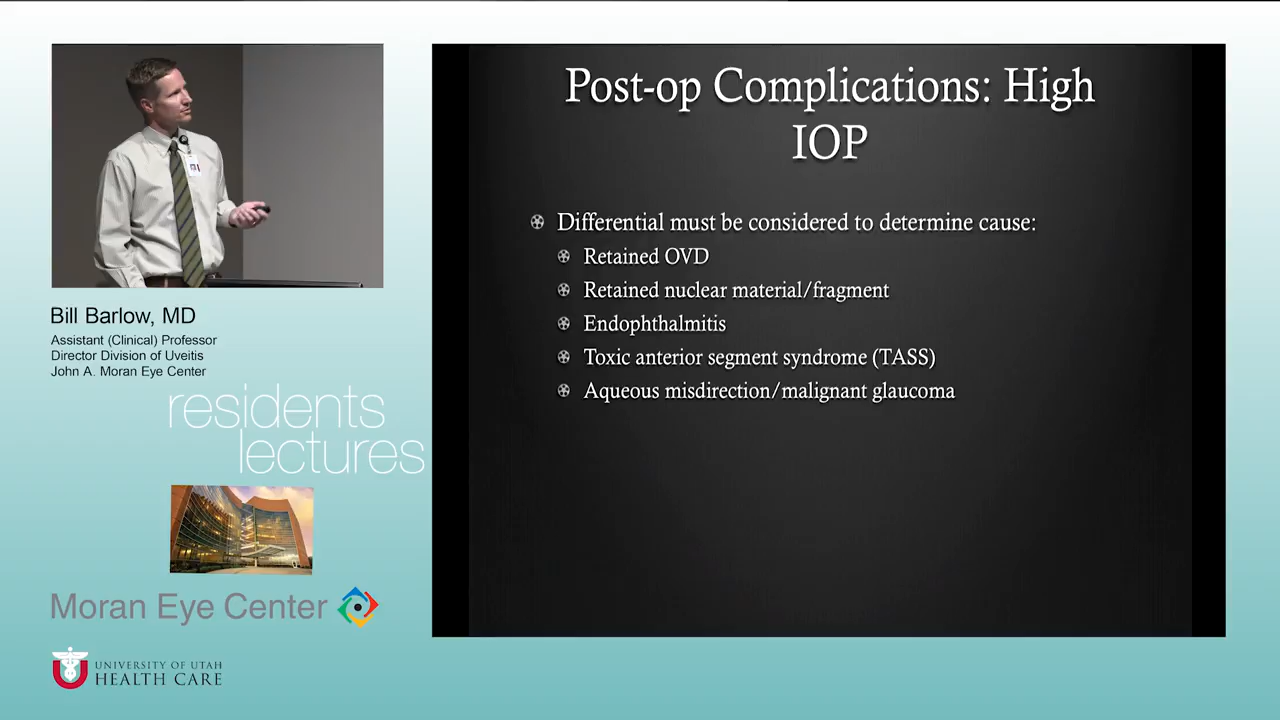 Post-op Complications: High
IOP
Differential must be considered to determine cause:
Retained OVD
Retained nuclear material/fragment
Endophthalmitis
Toxic anterior segment syndrome (TASS)
Aqueous misdirection/malignant glaucoma
Bill Barlow, MD
Assistant (Clinical) Professor
Director Division of Uveitis
John A. Moran Eye Center
residents
lectures
Moran Eye Center
UNIVERSITY OF UTAH
HEALTH CARE